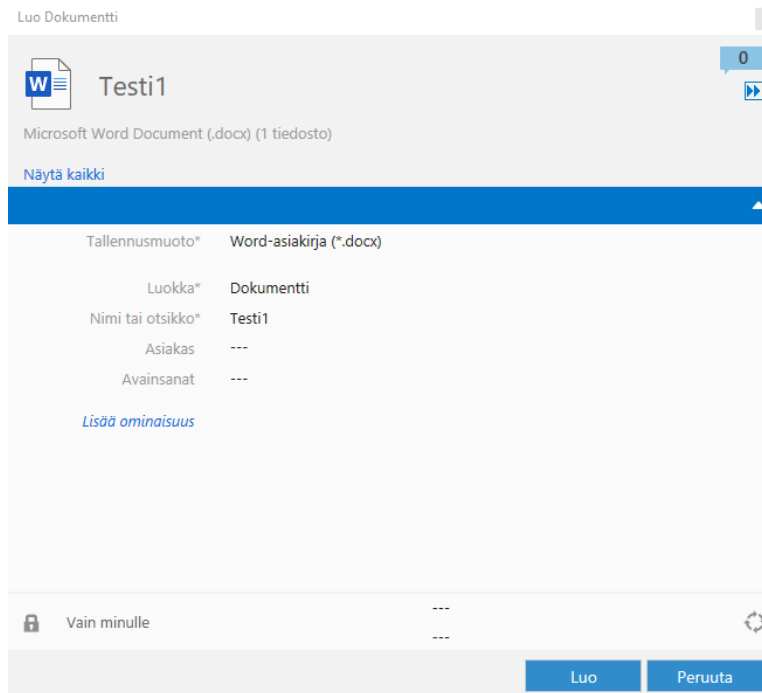 Luo Dokumentti
0
W
Testi1
Microsoft Word Document (.docx) (1 tiedosto)
Näytä kaikki
Tallennusmuoto* Word-asiakirja (*.docx)
Luokka* Dokumentti
Nimi tai otsikko* Testi1
Asiakas ---
Avainsanat ---
Lisää ominaisuus
---
Vain minulle
---
Luo Peruuta